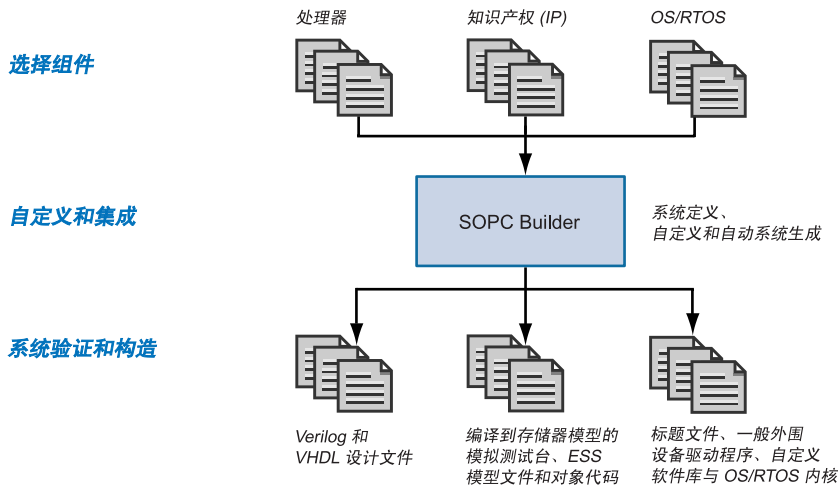 处理器
知识产权 (IP)
OS/RTOS
选择组件
自定义和集成
SOPC Builder
系统定义、
自定义和自动系统生成
系统验证和构造
Verilog 和
VHDL 设计文件
编译到存储器模型的
模拟测试台、ESS
模型文件和对象代码
标题文件、一般外围
设备驱动程序、自定义
软件库与 OS/RTOS 内核